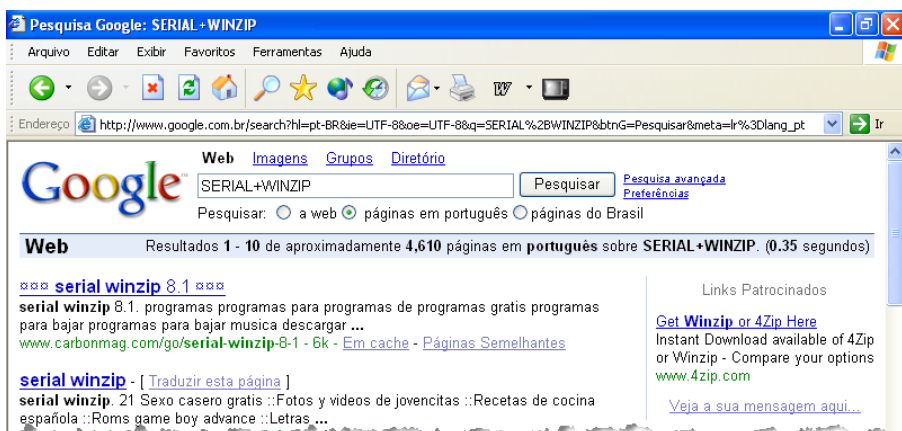 Pesquisa Google: SERIAL+WINZIP
Arquivo Editar Exibir Favoritos Ferramentas Ajuda
Endereço http://www.google.com.br/search?hl=pt-BR&ie=UTF-8&oe=UTF-8&q=SERIAL%2BWINZIP&btnG=Pesquisar&meta=lr%3Dlang_pt Ir
Google™
Web Imagens Grupos Diretório
SERIAL+WINZIP Pesquisar
Pesquisa avançada
Preferências
Pesquisar: a web páginas em português páginas do Brasil
Web Resultados 1 - 10 de aproximadamente 4,610 páginas em português sobre SERIAL+WINZIP. (0.35 segundos)
¤¤¤ serial winzip 8.1 ¤¤¤
serial winzip 8.1. programas programas para programas de programas gratis programas
para bajar programas para bajar musica descargar ...
www.carbonmag.com/go/serial-winzip-8-1 - 6k - Em cache - Páginas Semelhantes
serial winzip - [ Traduzir esta página ]
serial winzip. 21 Sexo casero gratis ::Fotos y videos de jovencitas ::Recetas de cocina
española ::Roms game boy advance ::Letras ...
Links Patrocinados
Get Winzip or 4Zip Here
Instant Download available of 4Zip
or Winzip - Compare your options
www.4zip.com
Veja a sua mensagem aqui...